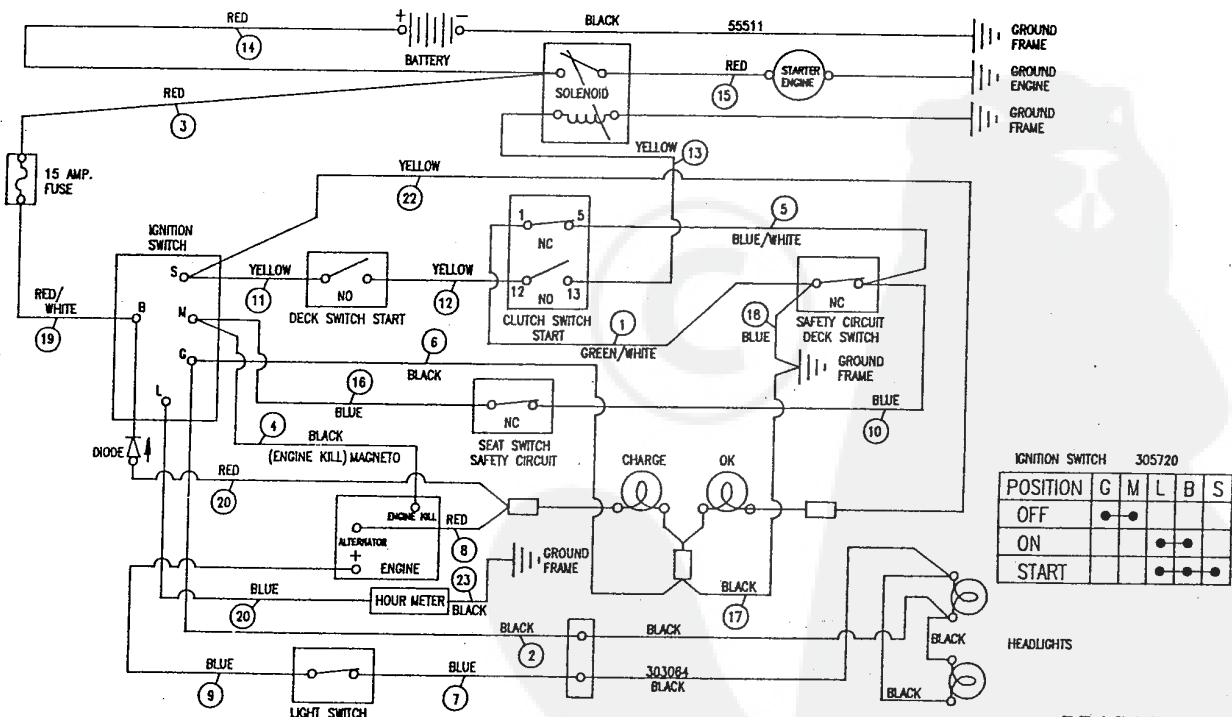 RED
14
+
−
BATTERY
BLACK
55511
GROUND
FRAME
RED
3
SOLENOID
RED
15
STARTER
ENGINE
GROUND
ENGINE
GROUND
FRAME
YELLOW
13
15 AMP.
FUSE
YELLOW
22
IGNITION
SWITCH
S
M
B
G
L
YELLOW
11
NO
DECK SWITCH START
YELLOW
12
1
5
NC
12
NO
13
CLUTCH SWITCH
START
5
BLUE/WHITE
RED/
WHITE
19
NC
SAFETY CIRCUIT
DECK SWITCH
18
BLUE
1
GREEN/WHITE
6
BLACK
GROUND
FRAME
16
BLUE
NC
SEAT SWITCH
SAFETY CIRCUIT
BLUE
10
4
BLACK
(ENGINE KILL) MAGNETO
DIODE
RED
20
CHARGE
OK
ENGINE KILL
ALTERNATOR
+
ENGINE
RED
8
GROUND
FRAME
23
BLACK
BLUE
20
HOUR METER
BLACK
17
IGNITION SWITCH 305720
POSITION G M L B S
OFF
ON
START
BLACK
2
BLACK
BLACK
HEADLIGHTS
BLUE
9
LIGHT SWITCH
BLUE
7
303064
BLACK
BLACK